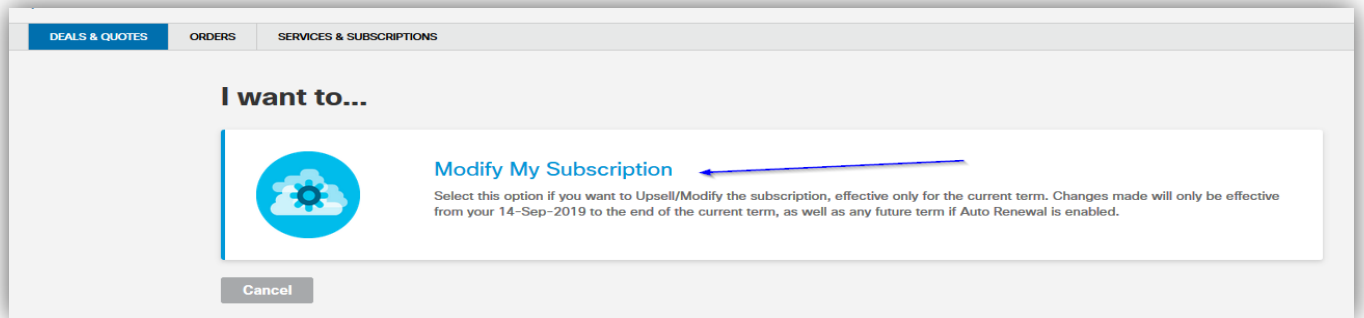 DEALS & QUOTES ORDERS SERVICES & SUBSCRIPTIONS
I want to...
Modify My Subscription
Select this option if you want to Upsell/Modify the subscription, effective only for the current term. Changes made will only be effective
from your 14-Sep-2019 to the end of the current term, as well as any future term if Auto Renewal is enabled.
Cancel